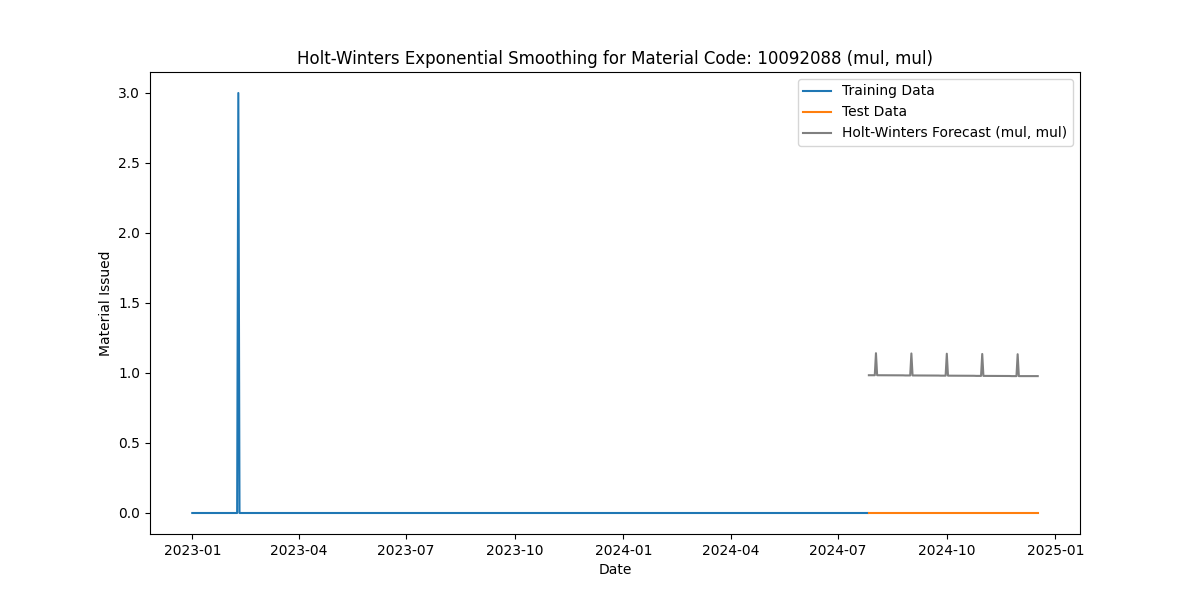 Holt-Winters Exponential Smoothing for Material Code: 10092088 (mul, mul)
Training Data
Test Data
Holt-Winters Forecast (mul, mul)
3.0
2.5
2.0
1.5
1.0
0.5
0.0
Material Issued
2023-01 2023-04 2023-07 2023-10 2024-01 2024-04 2024-07 2024-10 2025-01
Date